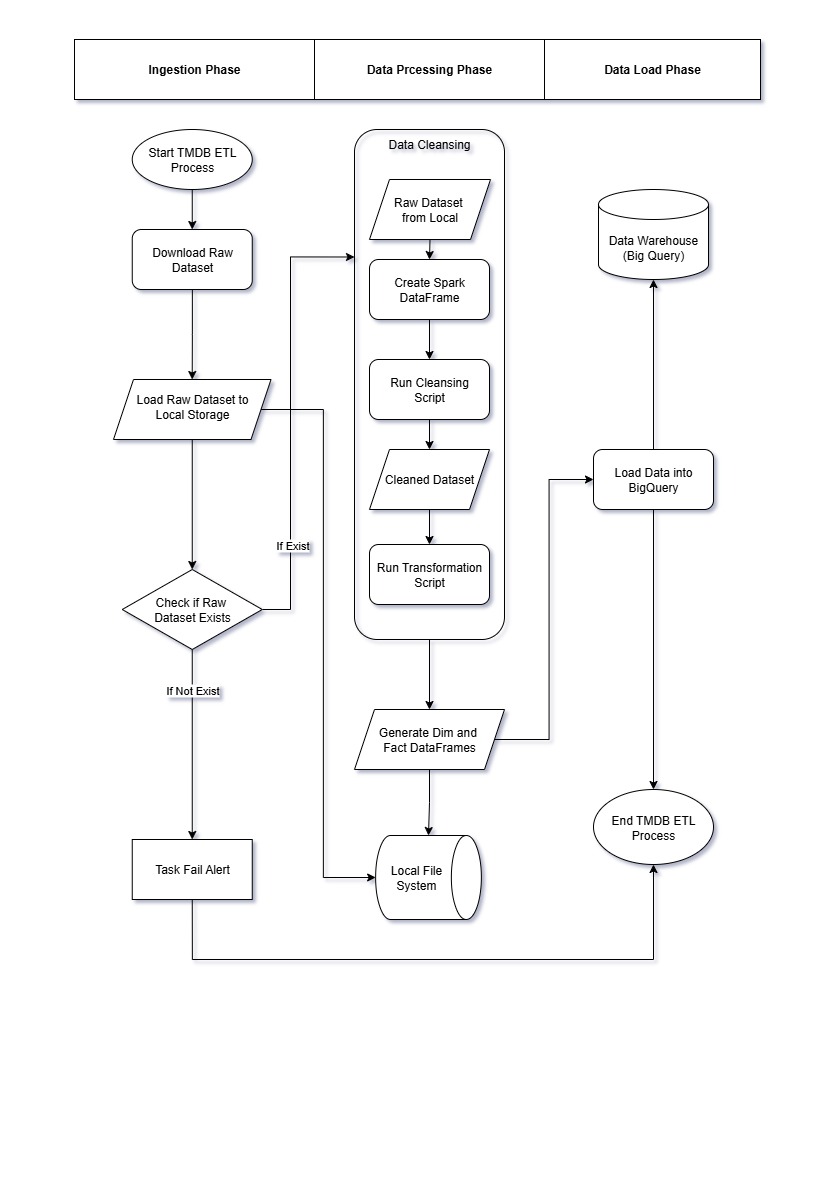 Ingestion Phase
Data Prcessing Phase
Data Load Phase
Start TMDB ETL
Process
Download Raw
Dataset
Load Raw Dataset to
Local Storage
If Exist
Check if Raw
Dataset Exists
If Not Exist
Task Fail Alert
Data Cleansing
Raw Dataset
from Local
Create Spark
DataFrame
Run Cleansing
Script
Cleaned Dataset
Run Transformation
Script
Generate Dim and
Fact DataFrames
Local File
System
Data Warehouse
(Big Query)
Load Data into
BigQuery
End TMDB ETL
Process